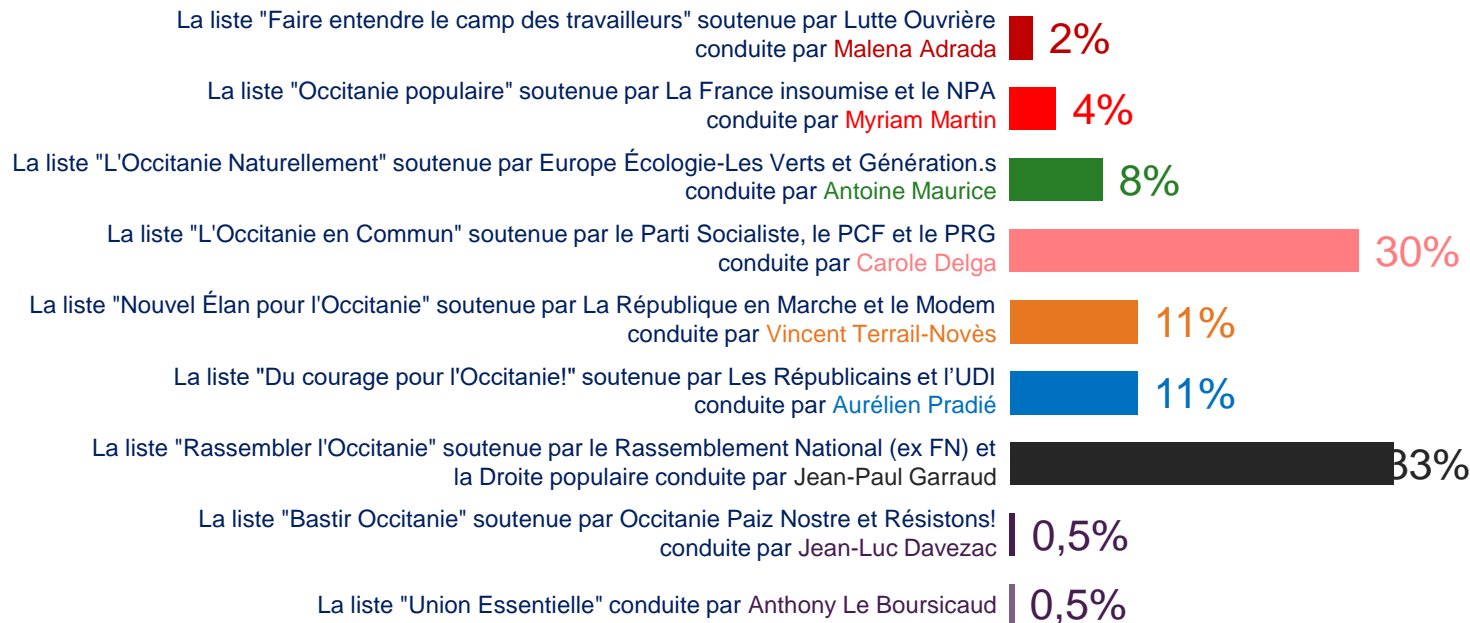 La liste "Faire entendre le camp des travailleurs" soutenue par Lutte Ouvrière
conduite par Malena Adrada
2%
La liste "Occitanie populaire" soutenue par La France insoumise et le NPA
conduite par Myriam Martin
4%
La liste "L'Occitanie Naturellement" soutenue par Europe Écologie-Les Verts et Génération.s
conduite par Antoine Maurice
8%
La liste "L'Occitanie en Commun" soutenue par le Parti Socialiste, le PCF et le PRG
conduite par Carole Delga
30%
La liste "Nouvel Élan pour l'Occitanie" soutenue par La République en Marche et le Modem
conduite par Vincent Terrail-Novès
11%
La liste "Du courage pour l'Occitanie!" soutenue par Les Républicains et l’UDI
conduite par Aurélien Pradié
11%
La liste "Rassembler l'Occitanie" soutenue par le Rassemblement National (ex FN) et
la Droite populaire conduite par Jean-Paul Garraud
33%
La liste "Bastir Occitanie" soutenue par Occitanie Paiz Nostre et Résistons!
conduite par Jean-Luc Davezac
0,5%
La liste "Union Essentielle" conduite par Anthony Le Boursicaud
0,5%